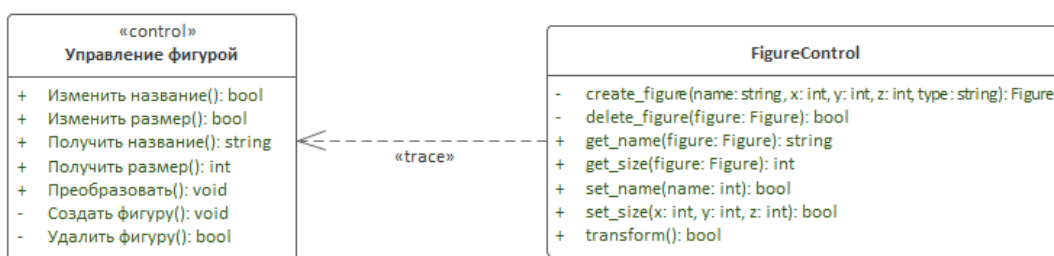 «control»
Управление фигурой
+ Изменить название(): bool
+ Изменить размер(): bool
+ Получить название(): string
+ Получить размер(): int
+ Преобразовать(): void
- Создать фигуру(): void
- Удалить фигуру(): bool
«trace»
FigureControl
- create_figure(name: string, x: int, y: int, z: int, type: string): Figure
- delete_figure(figure: Figure): bool
+ get_name(figure: Figure): string
+ get_size(figure: Figure): int
+ set_name(name: int): bool
+ set_size(x: int, y: int, z: int): bool
+ transform(): bool